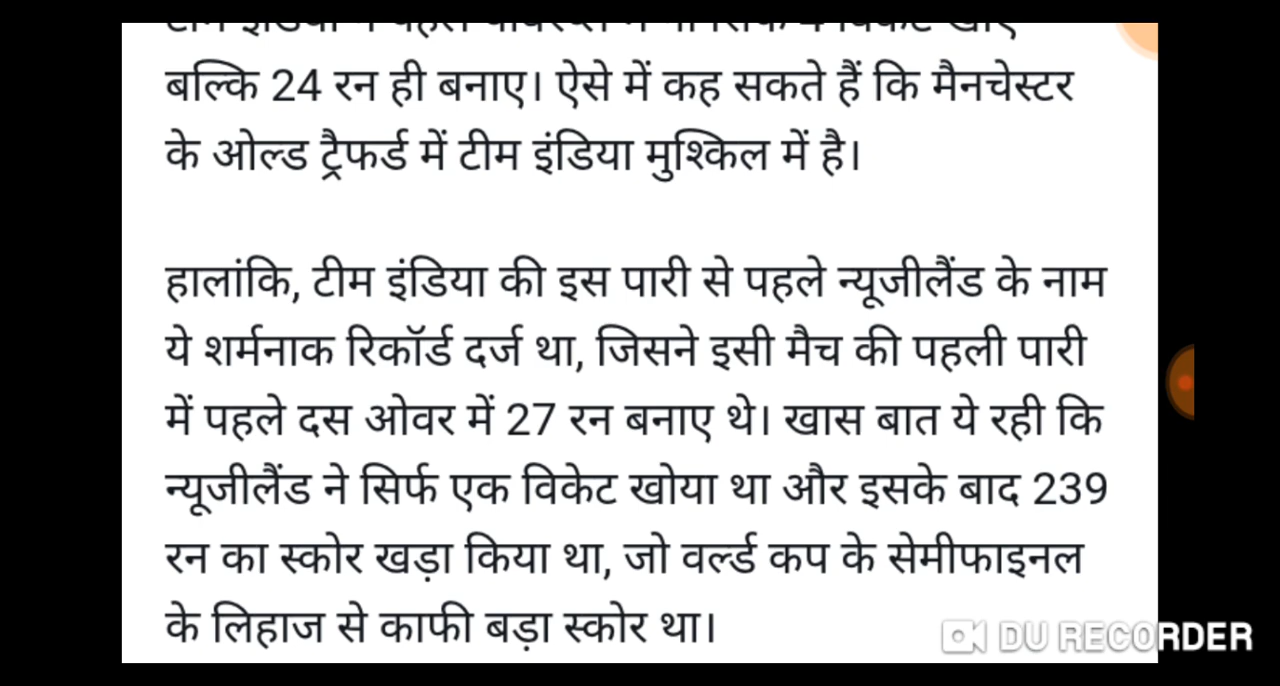 बल्कि 24 रन ही बनाए। ऐसे में कह सकते हैं कि मैनचेस्टर
के ओल्ड ट्रैफर्ड में टीम इंडिया मुश्किल में है।
हालांकि, टीम इंडिया की इस पारी से पहले न्यूजीलैंड के नाम
ये शर्मनाक रिकॉर्ड दर्ज था, जिसने इसी मैच की पहली पारी
में पहले दस ओवर में 27 रन बनाए थे। खास बात ये रही कि
न्यूजीलैंड ने सिर्फ एक विकेट खोया था और इसके बाद 239
रन का स्कोर खड़ा किया था, जो वर्ल्ड कप के सेमीफाइनल
के लिहाज से काफी बड़ा स्कोर था।
DU RECORDER